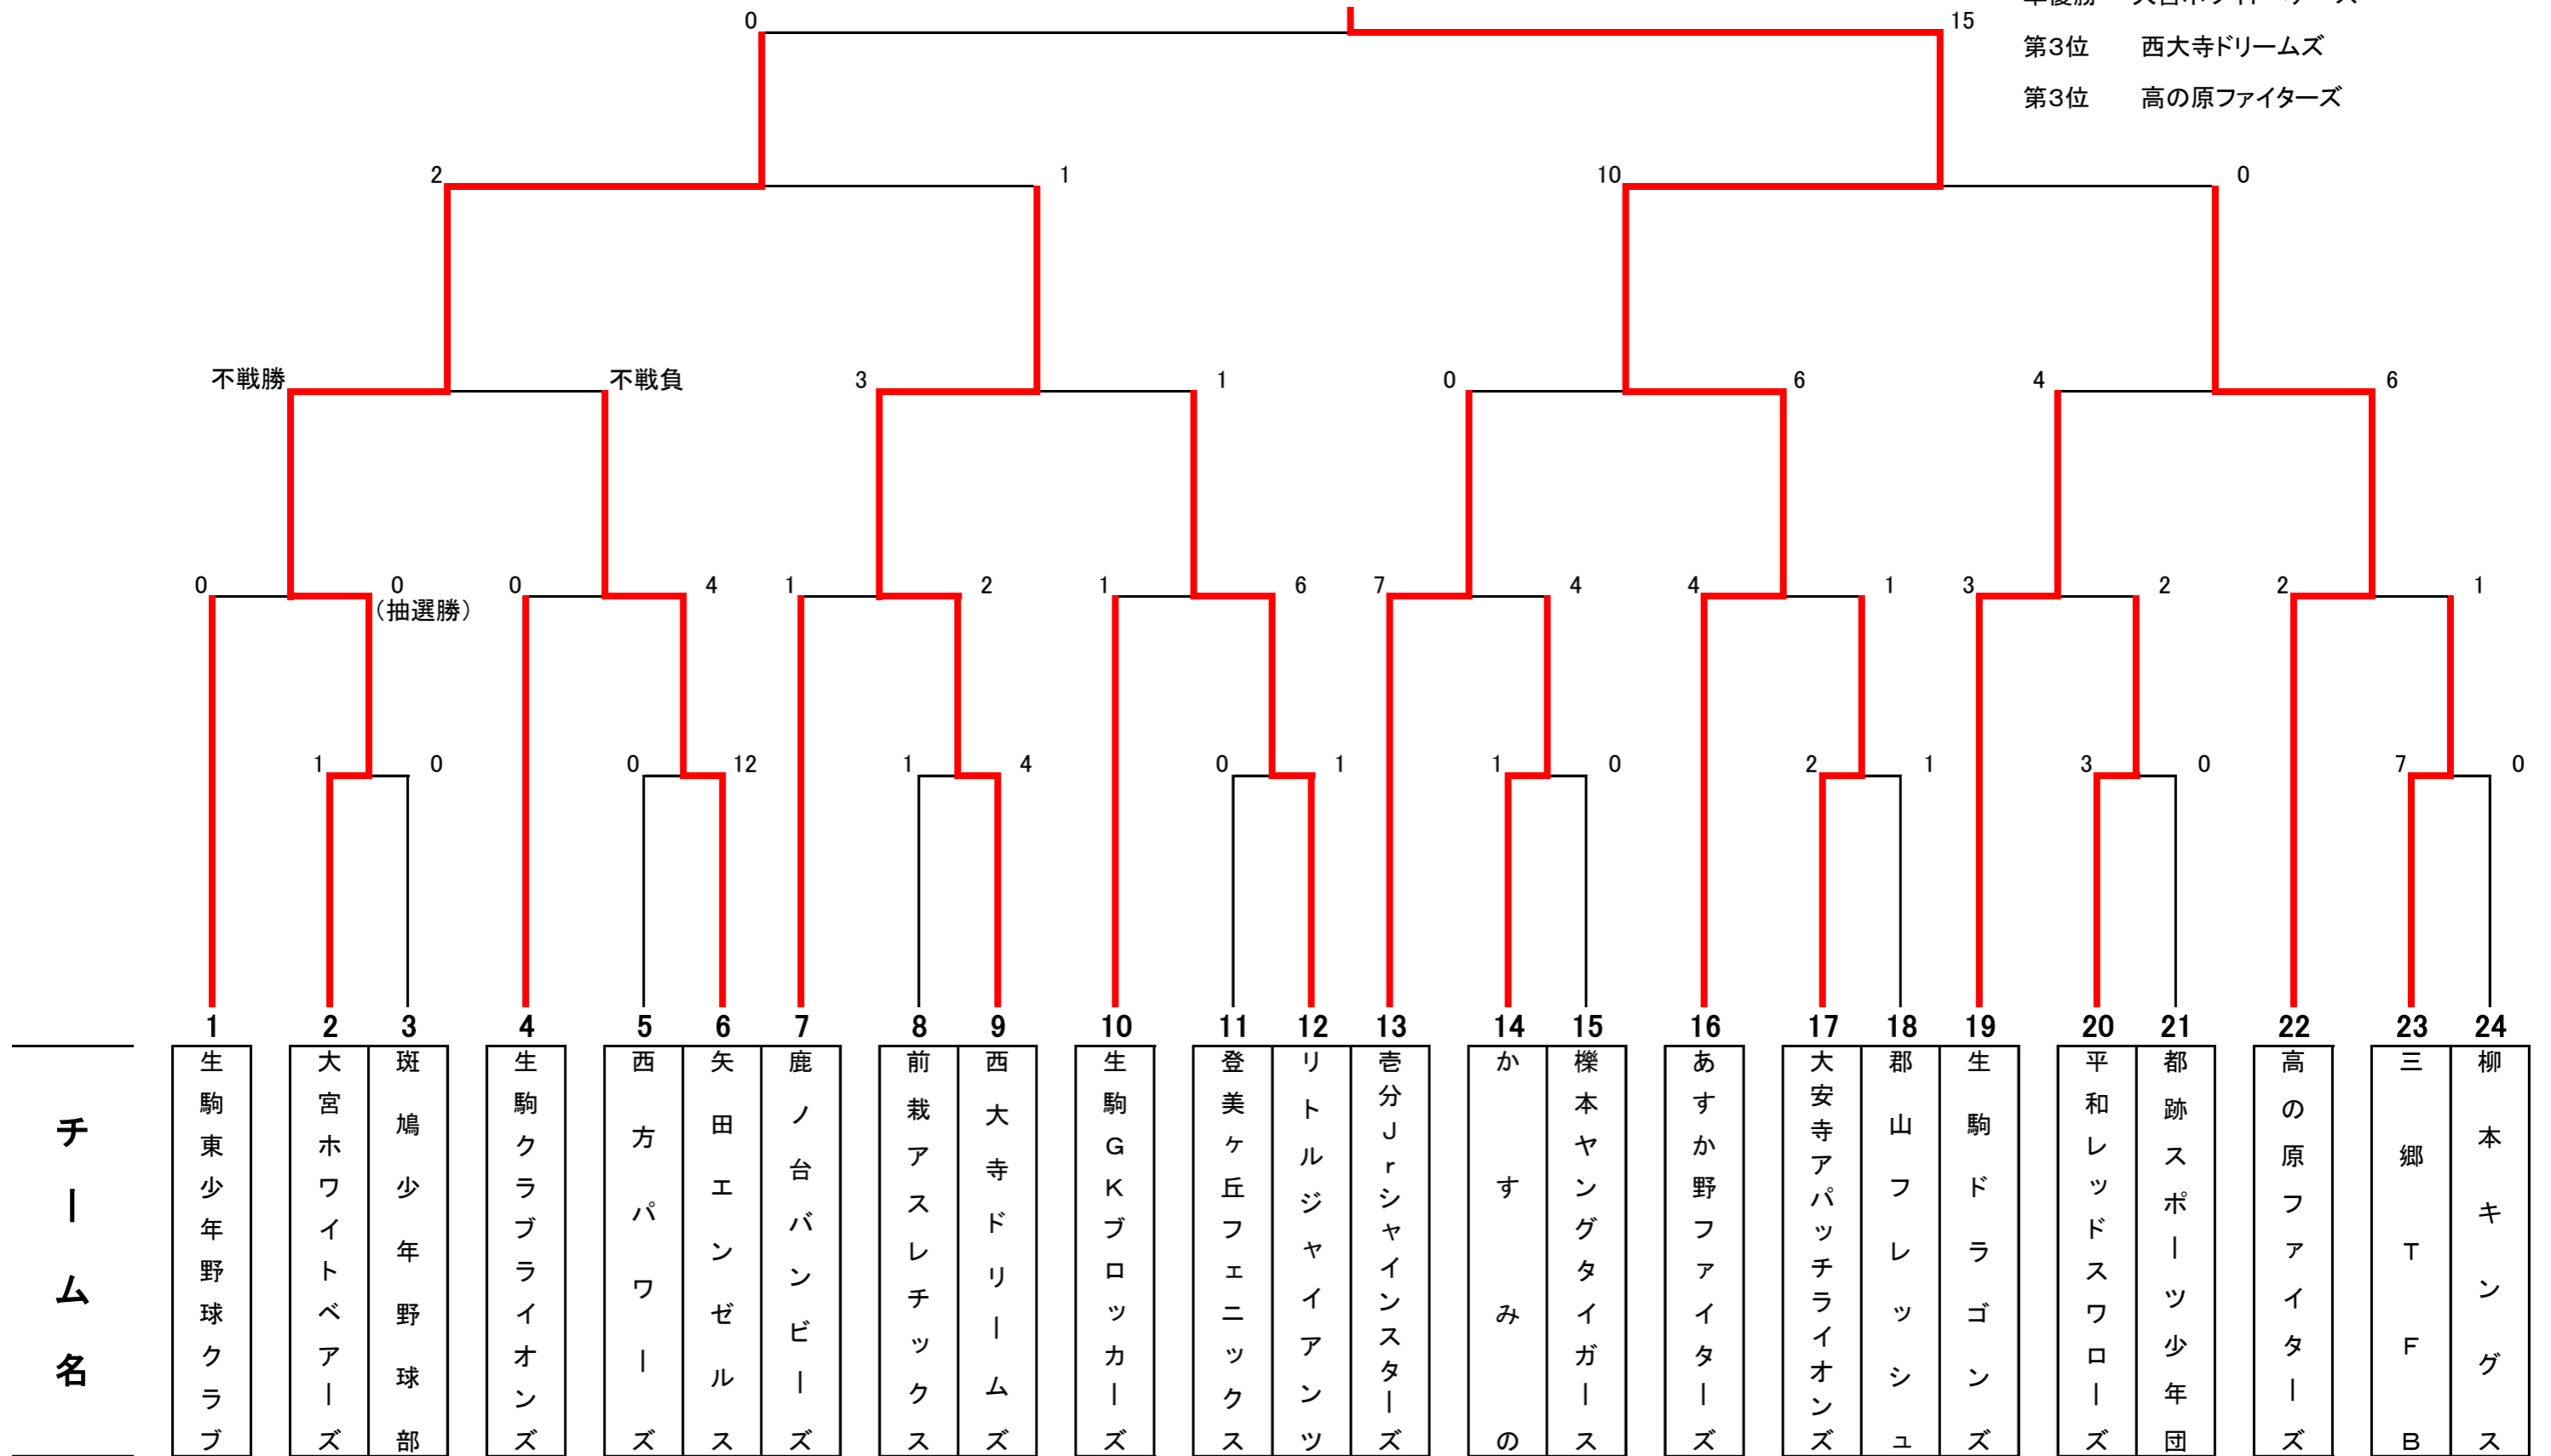 0
15
第3位 西大寺ドリームズ
第3位 高の原ファイターズ
2
1
10
0
不戦勝
不戦負
3
1
0
6
4
6
0
0
(抽選勝)
0
4
1
2
1
6
7
4
4
1
3
2
2
1
1
0
0
12
1
4
0
1
1
0
2
1
3
0
7
0
1
2
3
4
5
6
7
8
9
10
11
12
13
14
15
16
17
18
19
20
21
22
23
24
チーム名
生駒東少年野球クラブ
大宮ホワイトベアーズ
斑鳩少年野球部
生駒クラブライオンズ
西方パワーズ
矢田エンゼルス
鹿ノ台バンビーズ
前栽アスレチックス
西大寺ドリームズ
生駒GKブロッカーズ
登美ヶ丘フェニックス
リトルジャイアンツ
壱分Jrシャインスターズ
かすみの
櫟本ヤングタイガース
あすか野ファイターズ
大安寺アパッチライオンズ
郡山フレッシュ
生駒ドラゴンズ
平和レッドスワローズ
都跡スポーツ少年団
高の原ファイターズ
三郷TFB
柳本キングス